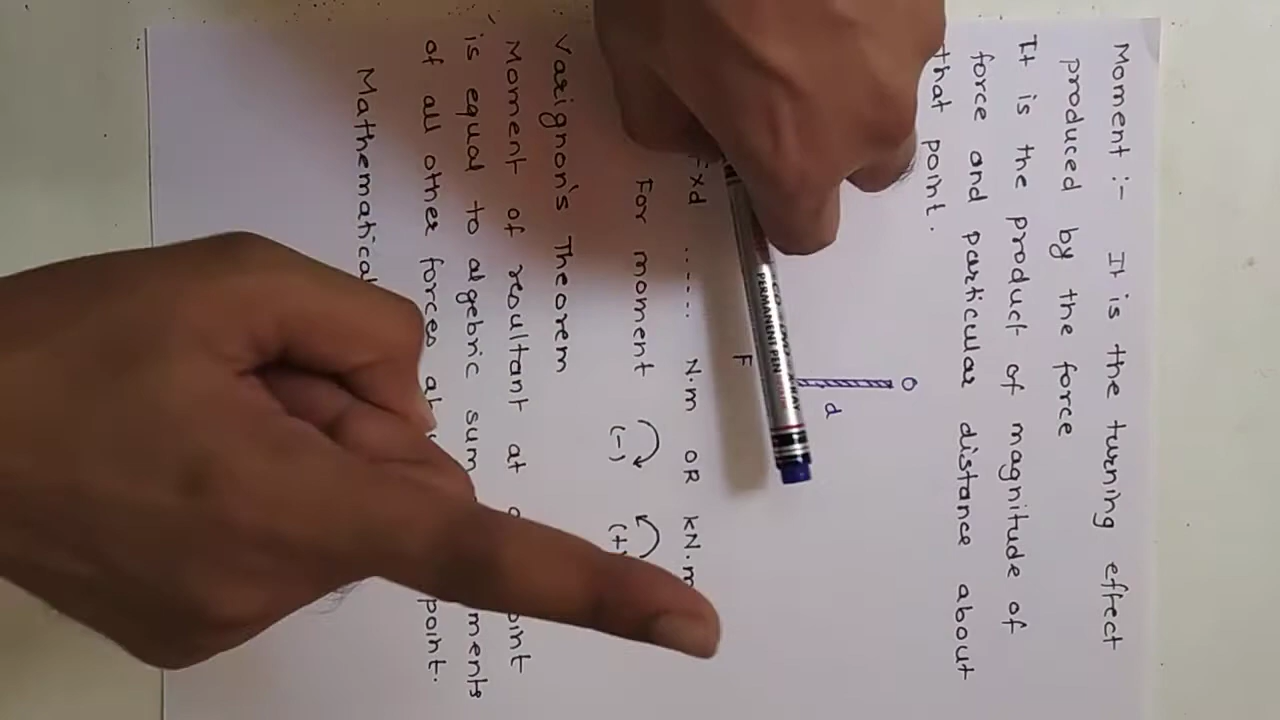 Moment :- It is the turning effect
produced by the force
It is the product of magnitude of
force and particular distance about
that point.
O
d
F
PERMANENT PEN
Fxd ...... N.m OR kN.m
For moment
(-) (+)
Varignon's Theorem
Moment of resultant at
is equal to algebric sum
of all other forces point.